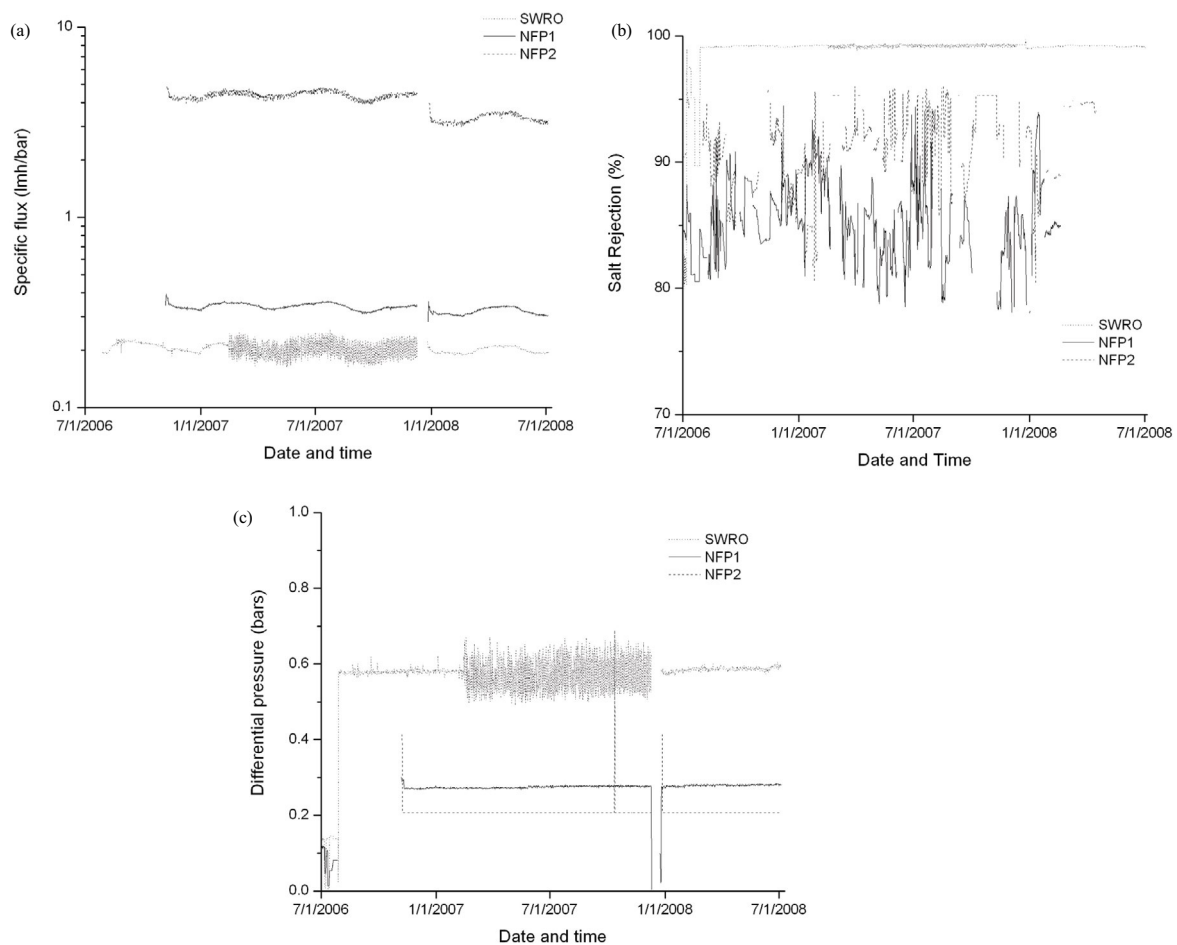 (a)
SWRO
NFP1
NFP2
10
1
0.1
Specific flux (lmh/bar)
7/1/2006 1/1/2007 7/1/2007 1/1/2008 7/1/2008
Date and time
(b)
100
90
80
70
Salt Rejection (%)
SWRO
NFP1
NFP2
7/1/2006 1/1/2007 7/1/2007 1/1/2008 7/1/2008
Date and Time
(c)
1.0
0.8
0.6
0.4
0.2
0.0
Differential pressure (bars)
SWRO
NFP1
NFP2
7/1/2006 1/1/2007 7/1/2007 1/1/2008 7/1/2008
Date and time